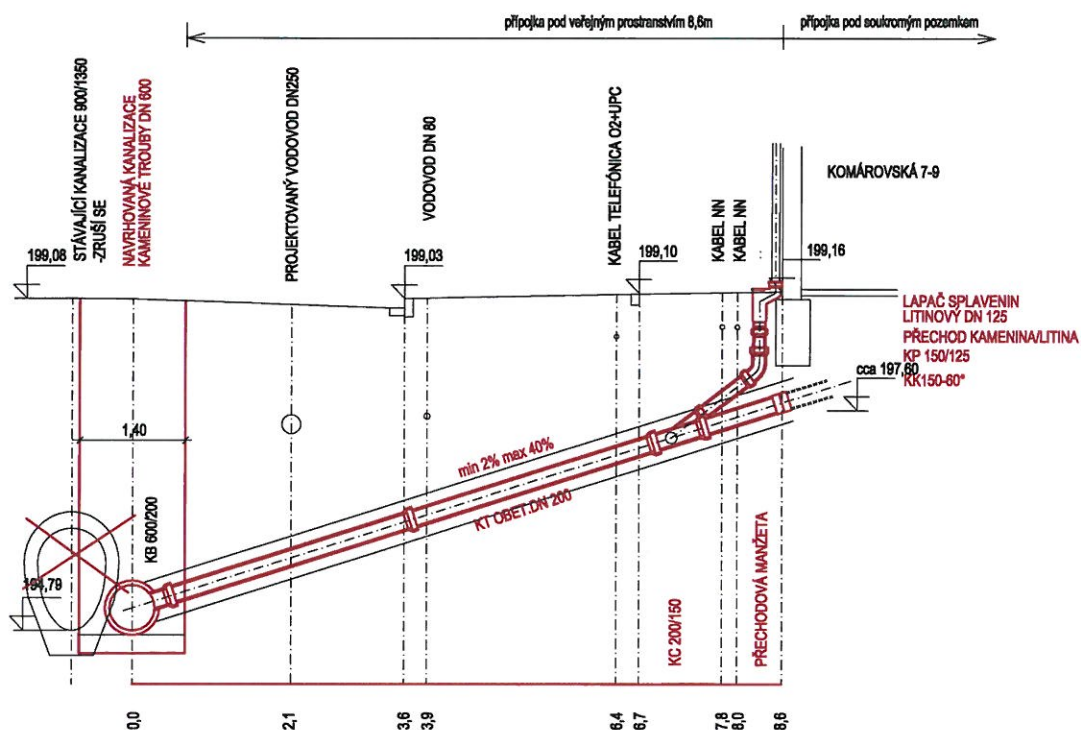 přípojka pod veřejným prostranstvím 8,6m
přípojka pod soukromým pozemkem
STÁVAJÍCÍ KANALIZACE 900/1350
-ZRUŠÍ SE
NAVRHOVANÁ KANALIZACE
KAMENINOVÉ TROUBY DN 600
PROJEKTOVANÝ VODOVOD DN250
VODOVOD DN 80
KABEL TELEFÓNICA O2+UPC
KABEL NN
KABEL NN
KOMÁROVSKÁ 7-9
199,08
199,03
199,10
199,16
LAPAČ SPLAVENIN
LITINOVÝ DN 125
PŘECHOD KAMENINA/LITINA
KP 150/125
KK150-60°
cca 197,60
1,40
min 2% max 40%
KT OBET.DN 200
KB 600/200
194,79
KC 200/150
PŘECHODOVÁ MANŽETA
0,0
2,1
3,6
3,9
6,4
6,7
7,8
8,0
8,6